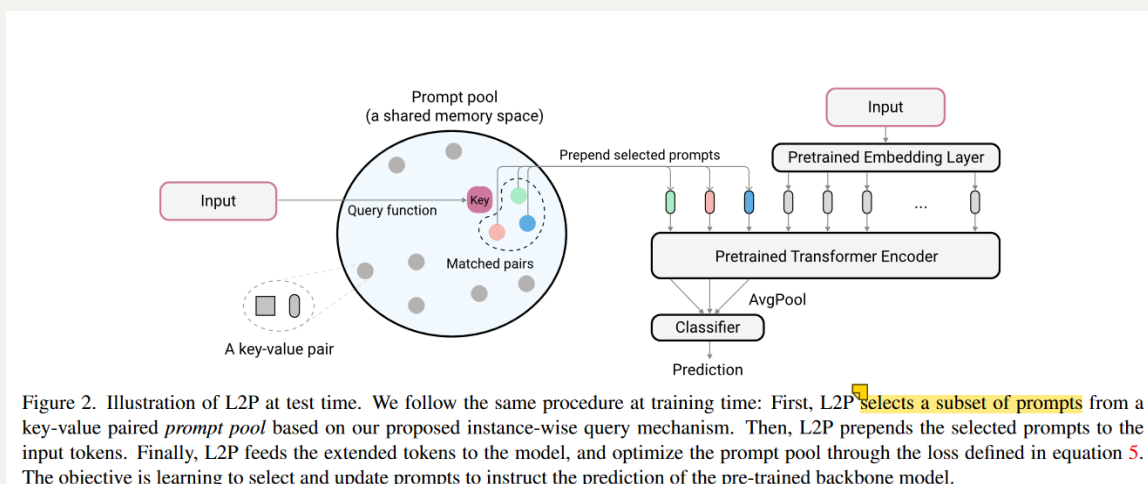 Prompt pool
(a shared memory space)
Input
Query function
Key
Matched pairs
A key-value pair
Prepend selected prompts
Input
Pretrained Embedding Layer
...
Pretrained Transformer Encoder
AvgPool
Classifier
Prediction
Figure 2. Illustration of L2P at test time. We follow the same procedure at training time: First, L2P selects a subset of prompts from a
key-value paired prompt pool based on our proposed instance-wise query mechanism. Then, L2P prepends the selected prompts to the
input tokens. Finally, L2P feeds the extended tokens to the model, and optimize the prompt pool through the loss defined in equation 5.
The objective is learning to select and update prompts to instruct the prediction of the pre-trained backbone model.